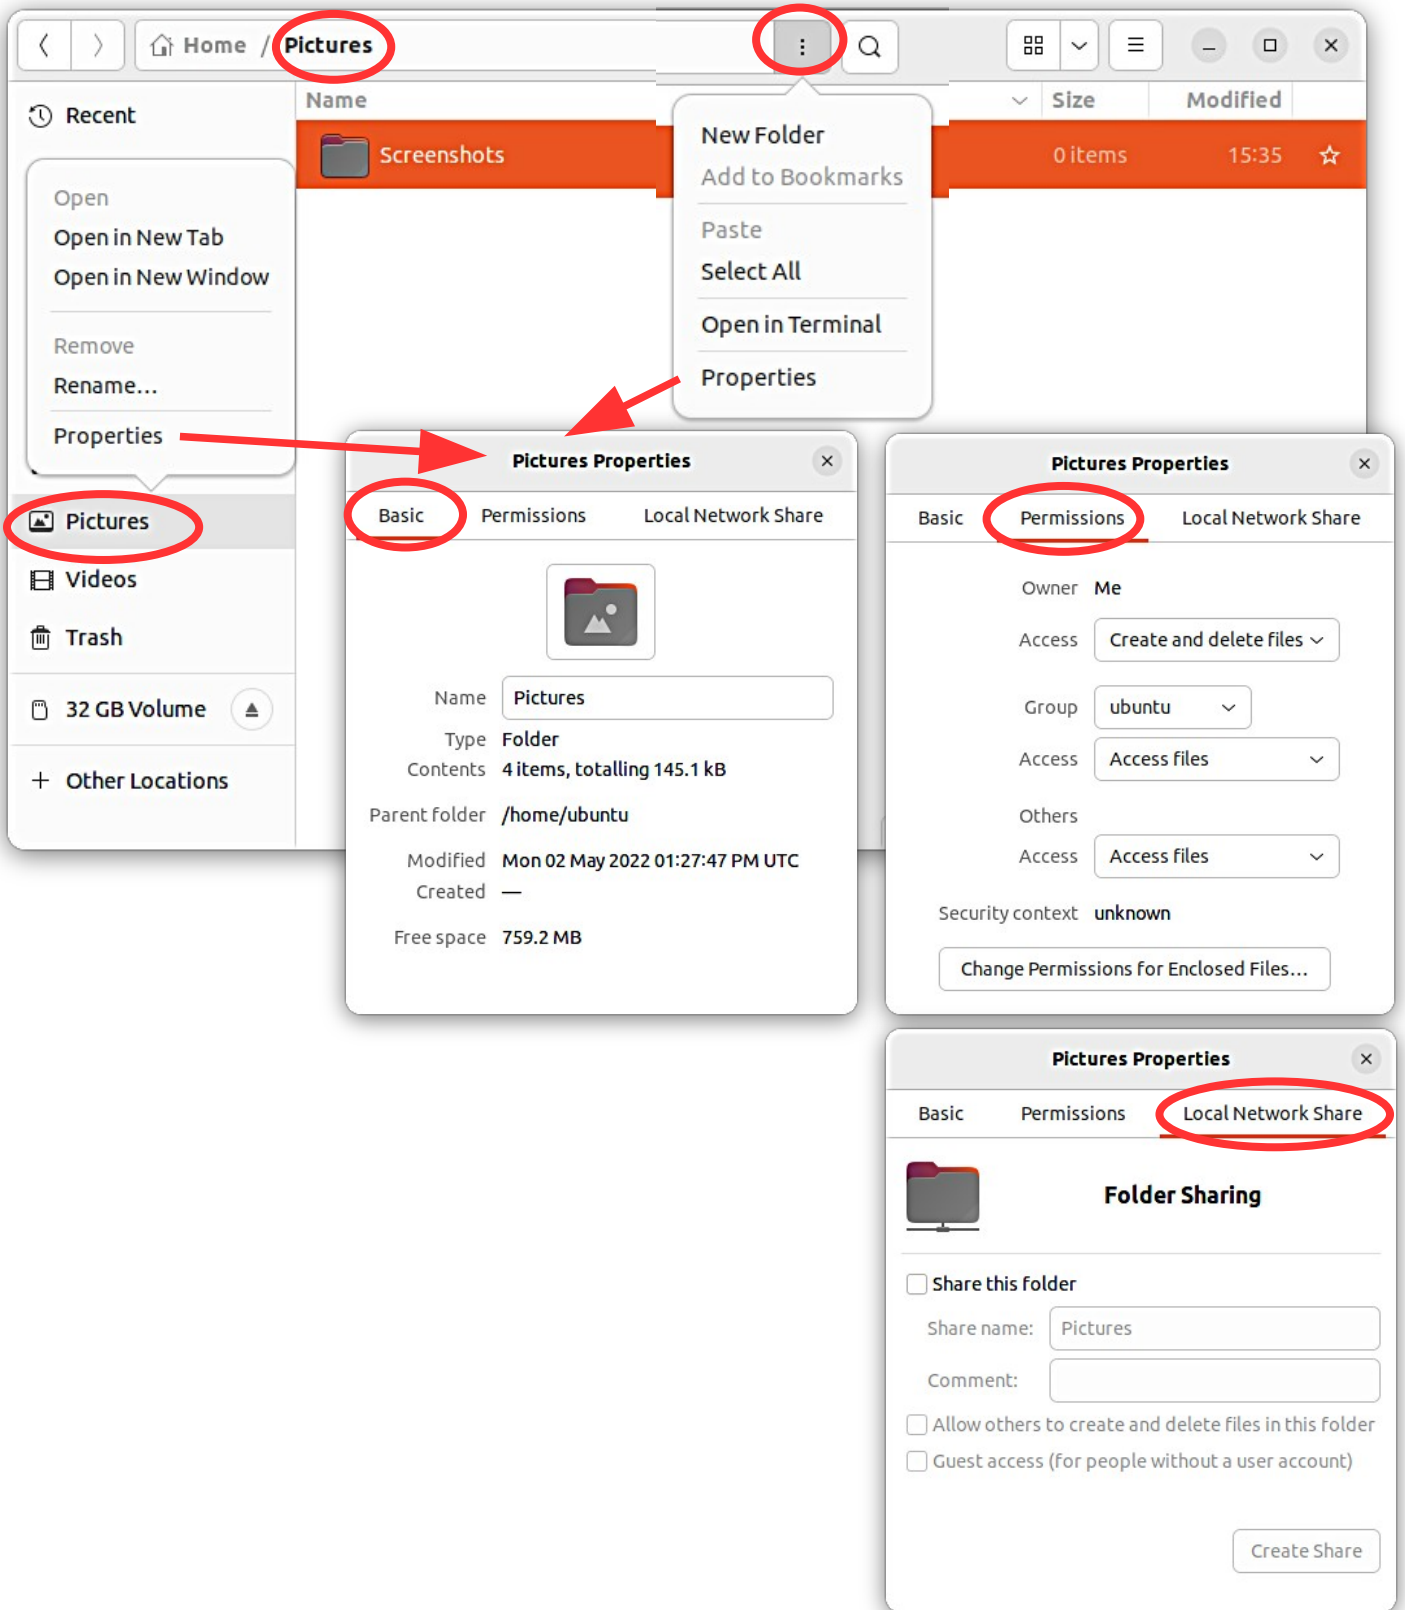 Home / Pictures
Name Size Modified
Recent
Screenshots 0 items 15:35
Open
Open in New Tab
Open in New Window
Remove
Rename...
Properties
New Folder
Add to Bookmarks
Paste
Select All
Open in Terminal
Properties
Pictures
Videos
Trash
32 GB Volume
+ Other Locations
Pictures Properties
Basic Permissions Local Network Share
Name Pictures
Type Folder
Contents 4 items, totalling 145.1 kB
Parent folder /home/ubuntu
Modified Mon 02 May 2022 01:27:47 PM UTC
Created —
Free space 759.2 MB
Pictures Properties
Basic Permissions Local Network Share
Owner Me
Access Create and delete files
Group ubuntu
Access Access files
Others
Access Access files
Security context unknown
Change Permissions for Enclosed Files...
Pictures Properties
Basic Permissions Local Network Share
Folder Sharing
Share this folder
Share name: Pictures
Comment:
Allow others to create and delete files in this folder
Guest access (for people without a user account)
Create Share